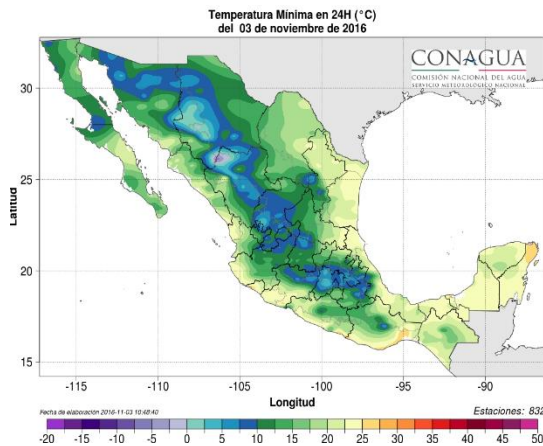 Temperatura Mínima en 24H (°C)
del 03 de noviembre de 2016
CONAGUA
COMISIÓN NACIONAL DEL AGUA
SERVICIO METEOROLÓGICO NACIONAL
Latitud
30
25
20
15
-115 -110 -105 -100 -95 -90
Longitud
Fecha de elaboración 2016-11-03 10:48:40
Estaciones: 832
-20 -15 -10 -5 0 5 10 15 20 25 30 35 40 45 50